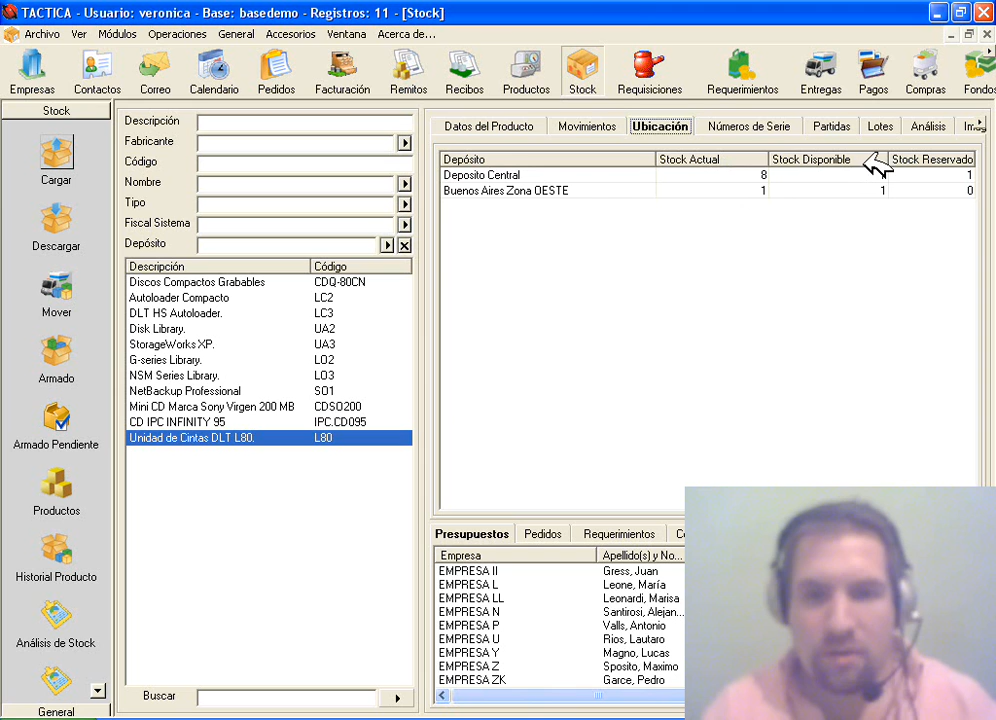 TACTICA - Usuario: veronica - Base: basedemo - Registros: 11 - [Stock]
Archivo Ver Módulos Operaciones General Accesorios Ventana Acerca de...
Empresas Contactos Correo Calendario Pedidos Facturación Remitos Recibos Productos Stock Requisiciones Requerimientos Entregas Pagos Compras Fondos
Stock
Cargar
Descargar
Mover
Armado
Armado Pendiente
Productos
Historial Producto
Análisis de Stock
General
Descripción
Fabricante
Código
Nombre
Tipo
Fiscal Sistema
Depósito
Descripción Código
Discos Compactos Grabables CDQ-80CN
Autoloader Compacto LC2
DLT HS Autoloader. LC3
Disk Library. UA2
StorageWorks XP. UA3
G-series Library. LO2
NSM Series Library. LO3
NetBackup Professional SO1
Mini CD Marca Sony Virgen 200 MB CDSO200
CD IPC INFINITY 95 IPC.CD095
Unidad de Cintas DLT L80. L80
Buscar
Datos del Producto Movimientos Ubicación Números de Serie Partidas Lotes Análisis
Depósito Stock Actual Stock Disponible Stock Reservado
Deposito Central 8 1
Buenos Aires Zona OESTE 1 1 0
Presupuestos Pedidos Requerimientos
Empresa Apellido(s) y No...
EMPRESA II Gress, Juan
EMPRESA L Leone, María
EMPRESA LL Leonardi, Marisa
EMPRESA N Santirosi, Alejan...
EMPRESA P Valls, Antonio
EMPRESA U Rios, Lautaro
EMPRESA Y Magno, Lucas
EMPRESA Z Sposito, Maximo
EMPRESA ZK Garce, Pedro